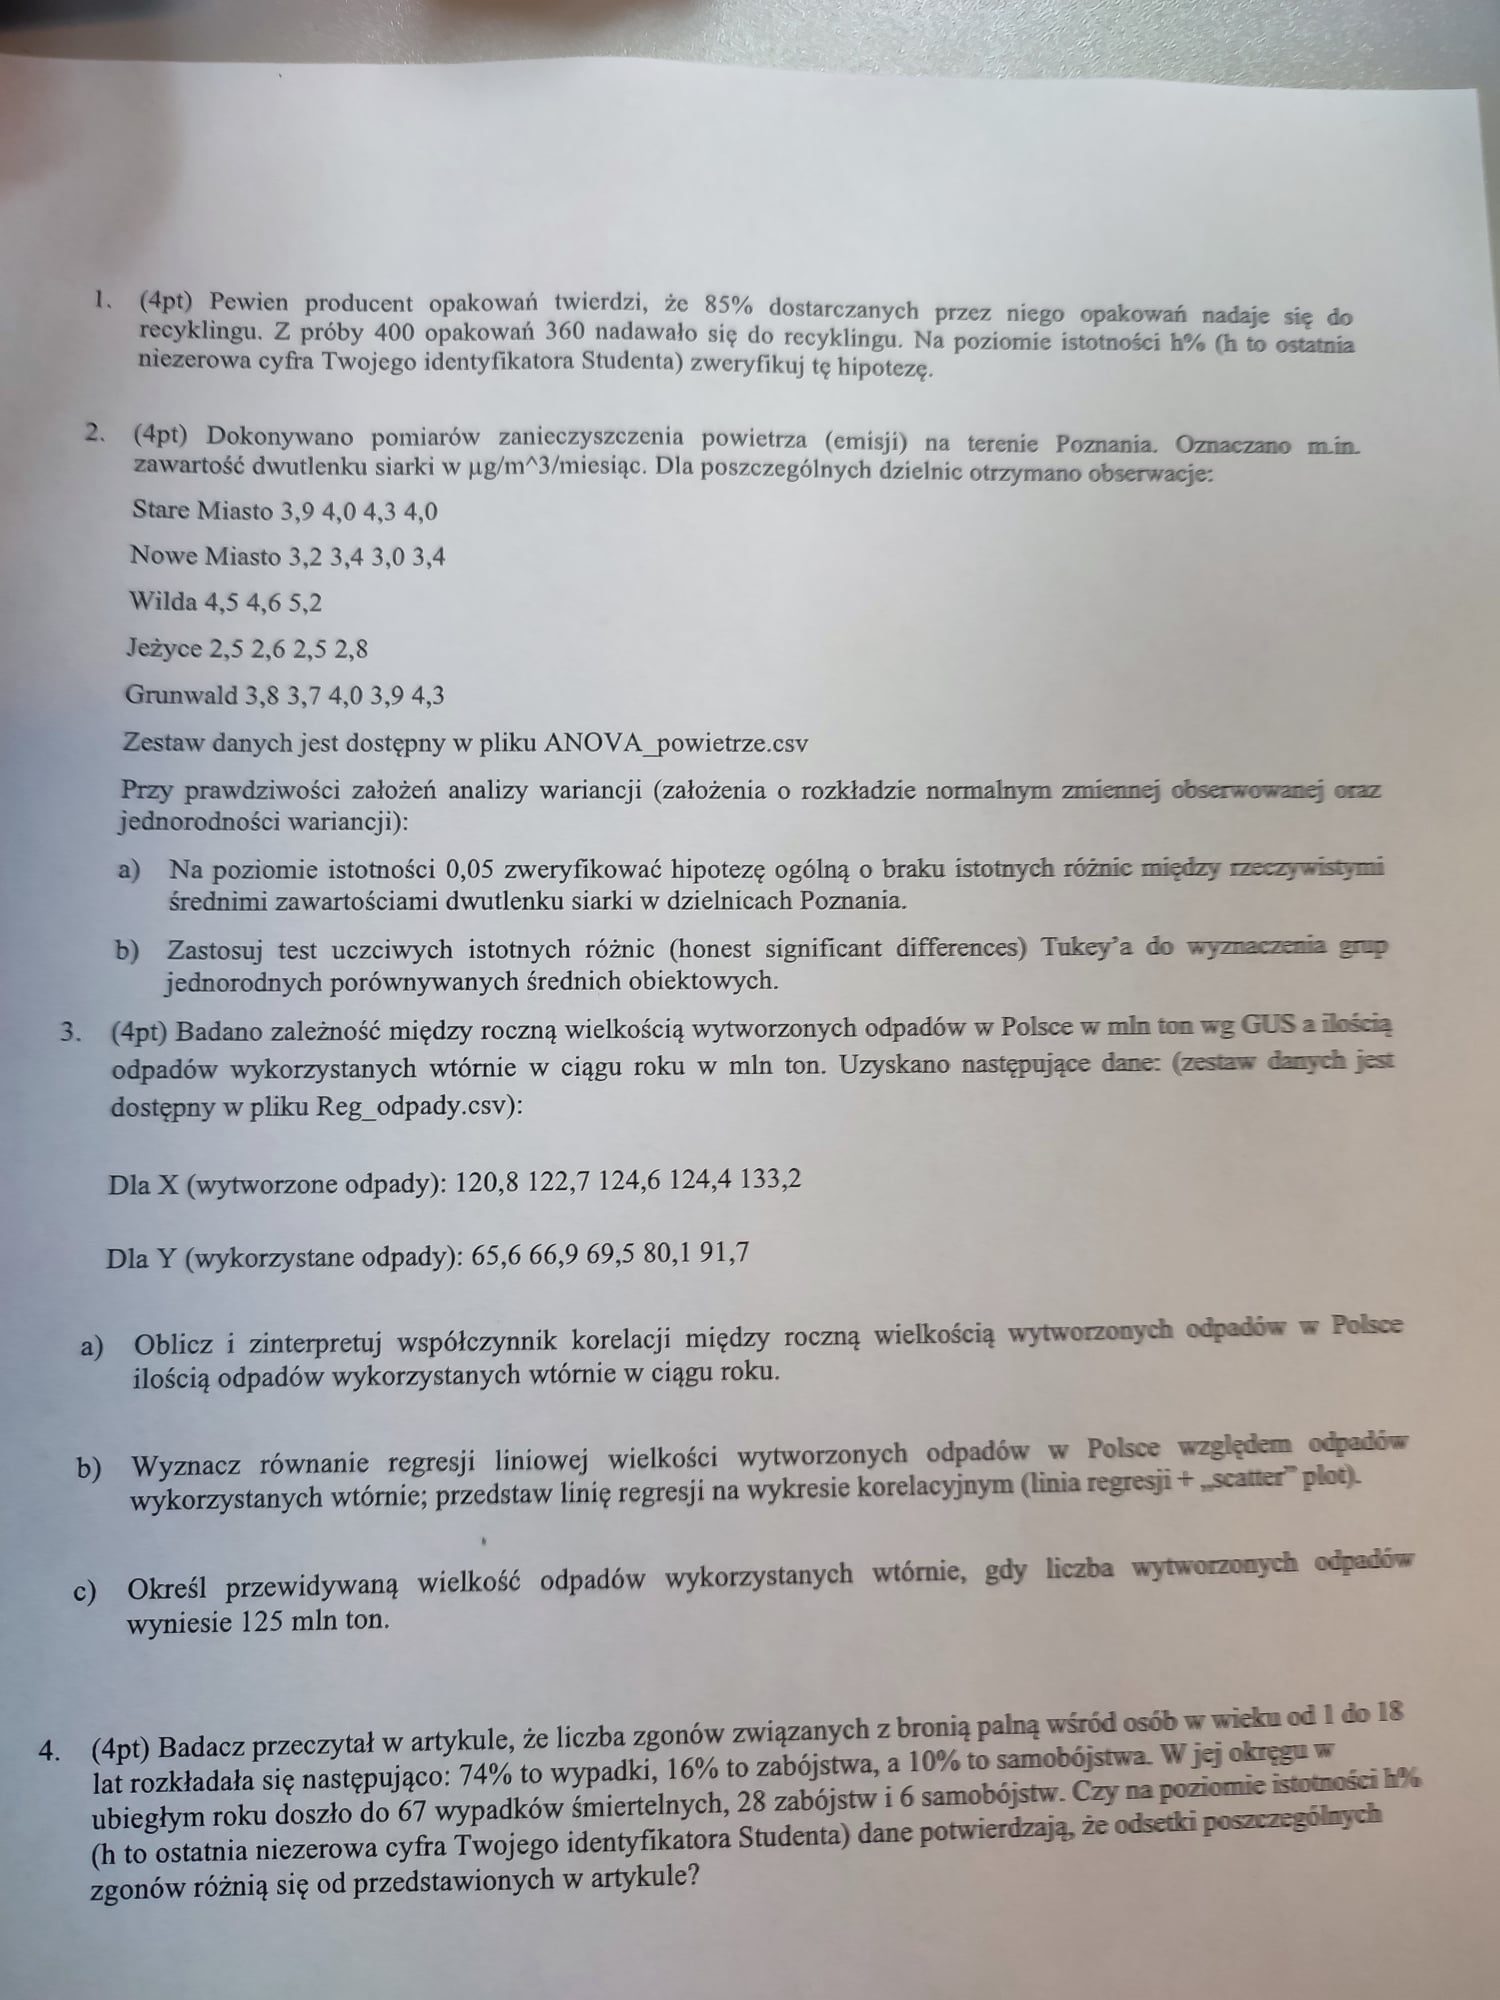 1. (4pt) Pewien producent opakowań twierdzi, że 85% dostarczanych przez niego opakowań nadaje się do
recyklingu. Z próby 400 opakowań 360 nadawało się do recyklingu. Na poziomie istotności h% (h to ostatnia
niezerowa cyfra Twojego identyfikatora Studenta) zweryfikuj tę hipotezę.
2. (4pt) Dokonywano pomiarów zanieczyszczenia powietrza (emisji) na terenie Poznania. Oznaczano m.in.
zawartość dwutlenku siarki w µg/m^3/miesiąc. Dla poszczególnych dzielnic otrzymano obserwacje:
Stare Miasto 3,9 4,0 4,3 4,0
Nowe Miasto 3,2 3,4 3,0 3,4
Wilda 4,5 4,6 5,2
Jeżyce 2,5 2,6 2,5 2,8
Grunwald 3,8 3,7 4,0 3,9 4,3
Zestaw danych jest dostępny w pliku ANOVA_powietrze.csv
Przy prawdziwości założeń analizy wariancji (założenia o rozkładzie normalnym zmiennej obserwowanej oraz
jednorodności wariancji):
a) Na poziomie istotności 0,05 zweryfikować hipotezę ogólną o braku istotnych różnic między rzeczywistymi
średnimi zawartościami dwutlenku siarki w dzielnicach Poznania.
b) Zastosuj test uczciwych istotnych różnic (honest significant differences) Tukey’a do wyznaczenia grup
jednorodnych porównywanych średnich obiektowych.
3. (4pt) Badano zależność między roczną wielkością wytworzonych odpadów w Polsce w mln ton wg GUS a ilością
odpadów wykorzystanych wtórnie w ciągu roku w mln ton. Uzyskano następujące dane: (zestaw danych jest
dostępny w pliku Reg_odpady.csv):
Dla X (wytworzone odpady): 120,8 122,7 124,6 124,4 133,2
Dla Y (wykorzystane odpady): 65,6 66,9 69,5 80,1 91,7
a) Oblicz i zinterpretuj współczynnik korelacji między roczną wielkością wytworzonych odpadów w Polsce
ilością odpadów wykorzystanych wtórnie w ciągu roku.
b) Wyznacz równanie regresji liniowej wielkości wytworzonych odpadów w Polsce względem odpadów
wykorzystanych wtórnie; przedstaw linię regresji na wykresie korelacyjnym (linia regresji + „scatter” plot).
c) Określ przewidywaną wielkość odpadów wykorzystanych wtórnie, gdy liczba wytworzonych odpadów
wyniesie 125 mln ton.
4. (4pt) Badacz przeczytał w artykule, że liczba zgonów związanych z bronią palną wśród osób w wieku od 1 do 18
lat rozkładała się następująco: 74% to wypadki, 16% to zabójstwa, a 10% to samobójstwa. W jej okręgu w
ubiegłym roku doszło do 67 wypadków śmiertelnych, 28 zabójstw i 6 samobójstw. Czy na poziomie istotności h%
(h to ostatnia niezerowa cyfra Twojego identyfikatora Studenta) dane potwierdzają, że odsetki poszczególnych
zgonów różnią się od przedstawionych w artykule?